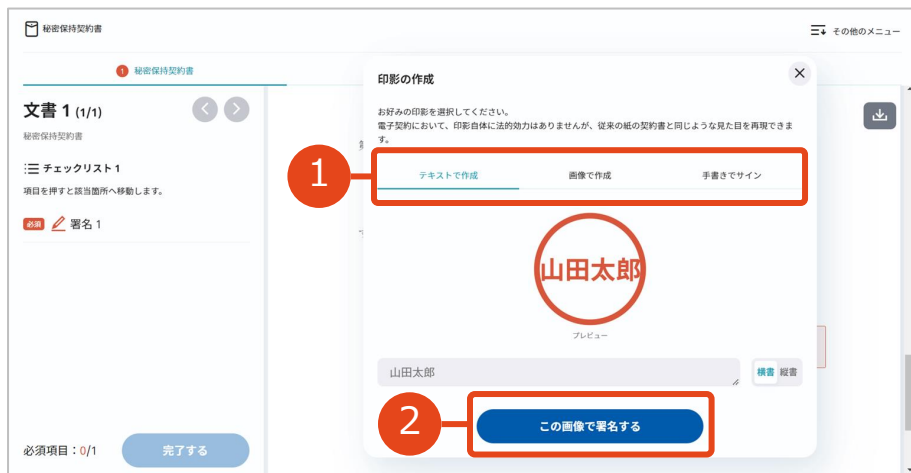 秘密保持契約書
その他のメニュー
1 秘密保持契約書
文書 1 (1/1)
秘密保持契約書
チェックリスト 1
項目を押すと該当箇所へ移動します。
必須 署名 1
必須項目：0/1
完了する
印影の作成
お好みの印影を選択してください。
電子契約において、印影自体に法的効力はありませんが、従来の紙の契約書と同じような見た目を再現できま
す。
1
テキストで作成 画像で作成 手書きでサイン
山田太郎
プレビュー
山田太郎
横書 縦書
2
この画像で署名する